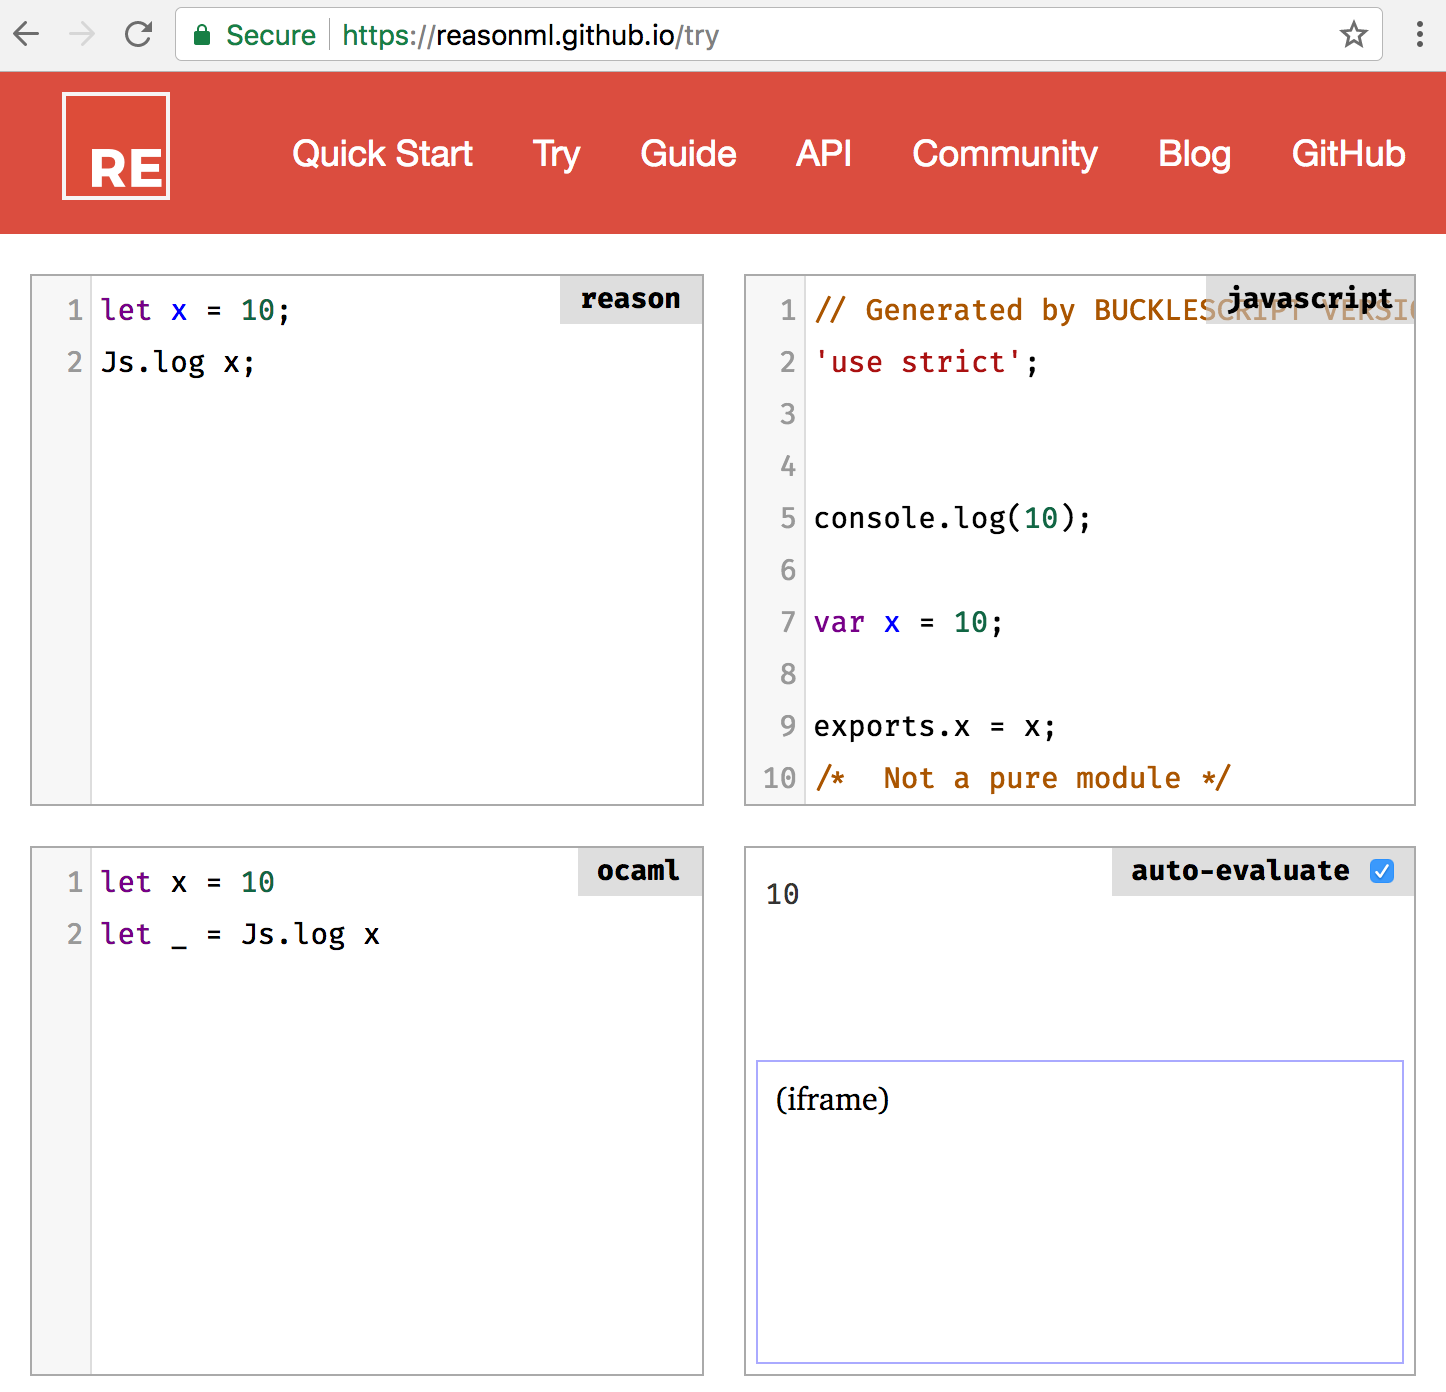 Secure https://reasonml.github.io/try
RE
Quick Start Try Guide API Community Blog GitHub
reason
1 let x = 10;
2 Js.log x;
javascript
1 // Generated by BUCKLESCRIPT VERSI
2 'use strict';
3
4
5 console.log(10);
6
7 var x = 10;
8
9 exports.x = x;
10 /*  Not a pure module */
ocaml
1 let x = 10
2 let _ = Js.log x
auto-evaluate
10
(iframe)